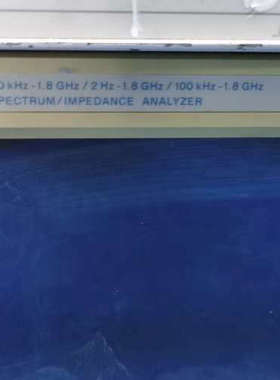 0 kHz-1.8 GHz / 2 Hz-1.8 GHz / 100 kHz-1.8 GHz
PECTRUM/IMPEDANCE ANALYZER